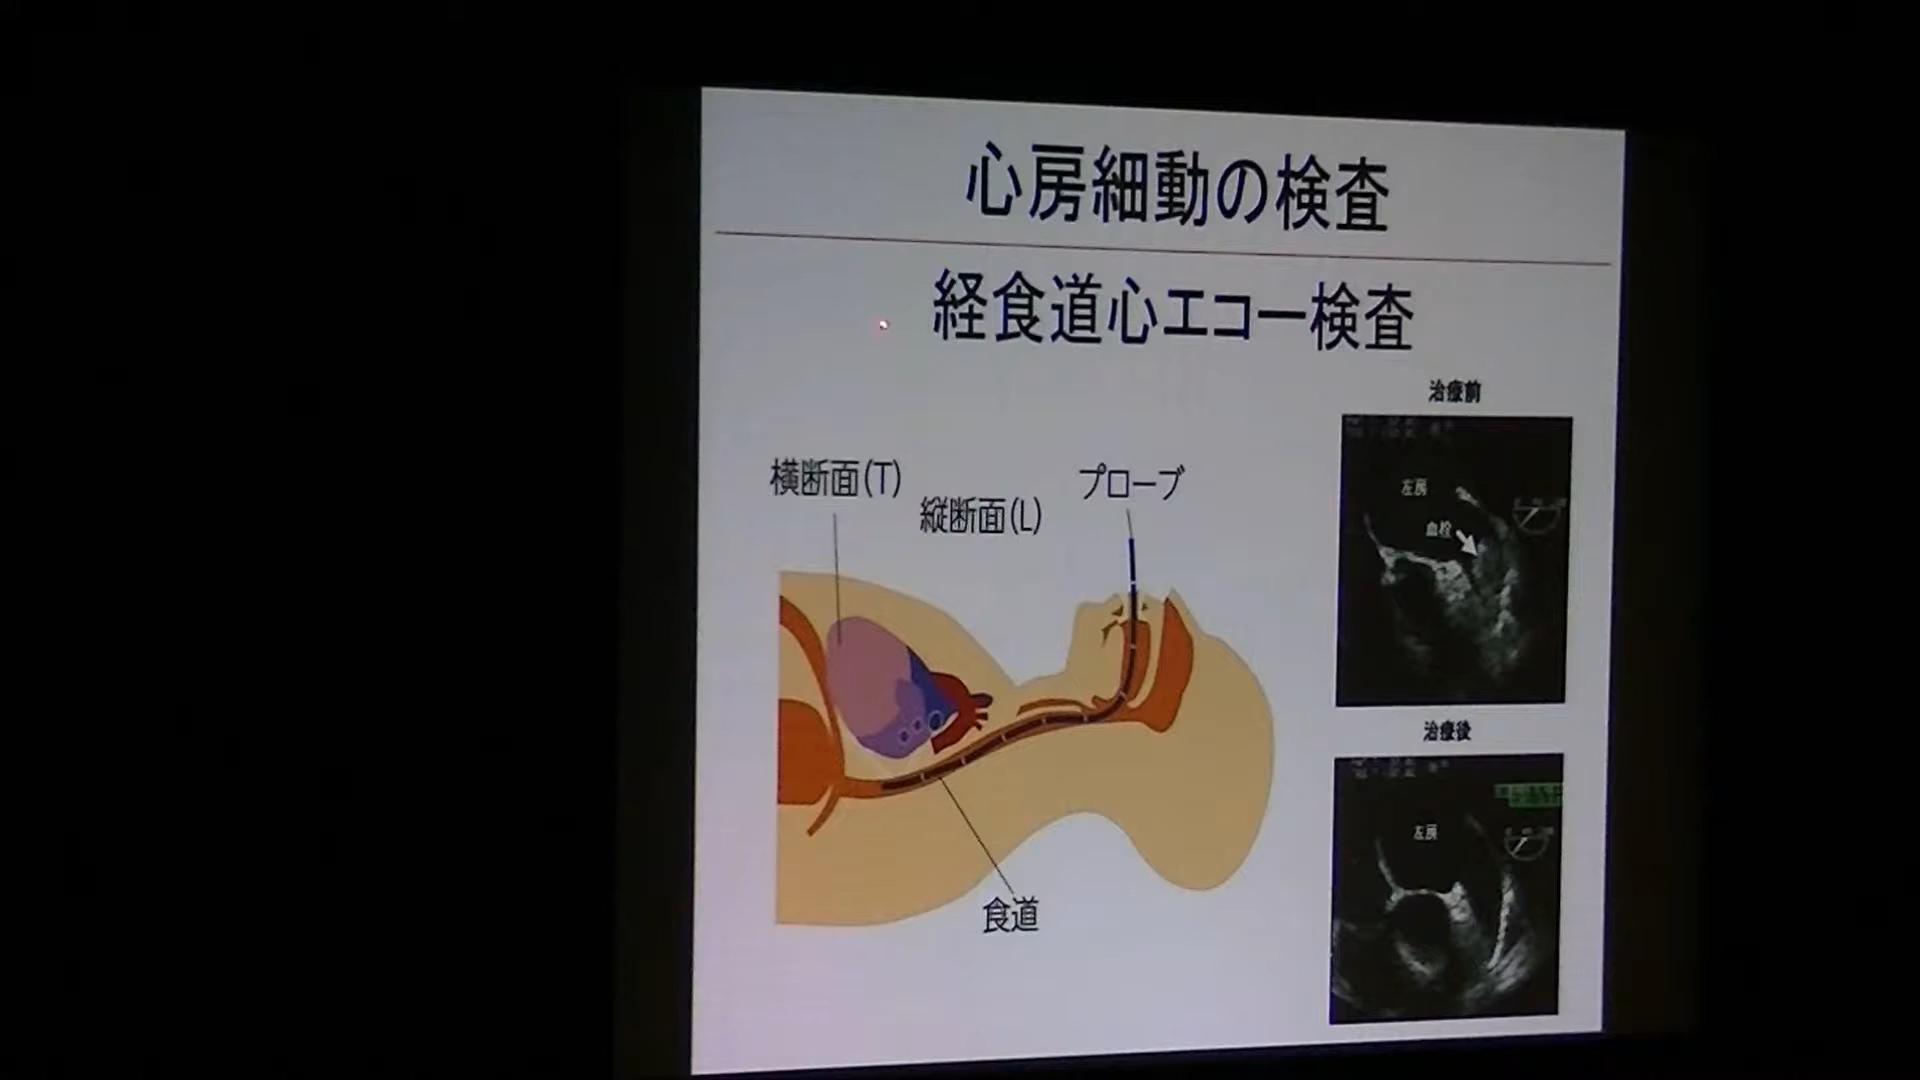 心房細動の検査
経食道心エコー検査
治療前
横断面(T)
縦断面(L)
プローブ
左房
血栓
治療後
左房
食道